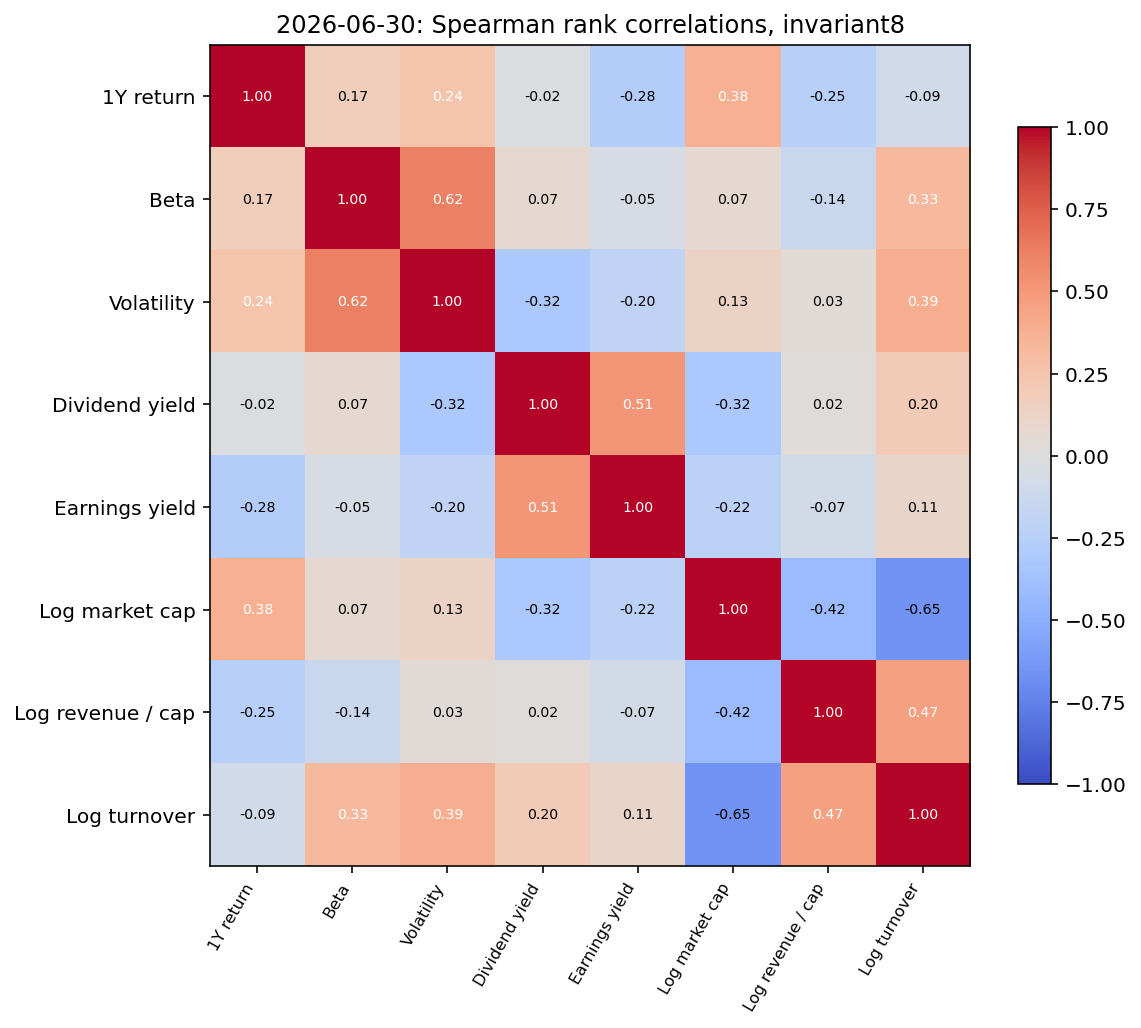 2026-06-30: Spearman rank correlations, invariant8
1Y return 1.00 0.17 0.24 -0.02 -0.28 0.38 -0.25 -0.09
Beta 0.17 1.00 0.62 0.07 -0.05 0.07 -0.14 0.33
Volatility 0.24 0.62 1.00 -0.32 -0.20 0.13 0.03 0.39
Dividend yield -0.02 0.07 -0.32 1.00 0.51 -0.32 0.02 0.20
Earnings yield -0.28 -0.05 -0.20 0.51 1.00 -0.22 -0.07 0.11
Log market cap 0.38 0.07 0.13 -0.32 -0.22 1.00 -0.42 -0.65
Log revenue / cap -0.25 -0.14 0.03 0.02 -0.07 -0.42 1.00 0.47
Log turnover -0.09 0.33 0.39 0.20 0.11 -0.65 0.47 1.00
1Y return
Beta
Volatility
Dividend yield
Earnings yield
Log market cap
Log revenue / cap
Log turnover
1.00
0.75
0.50
0.25
0.00
−0.25
−0.50
−0.75
−1.00